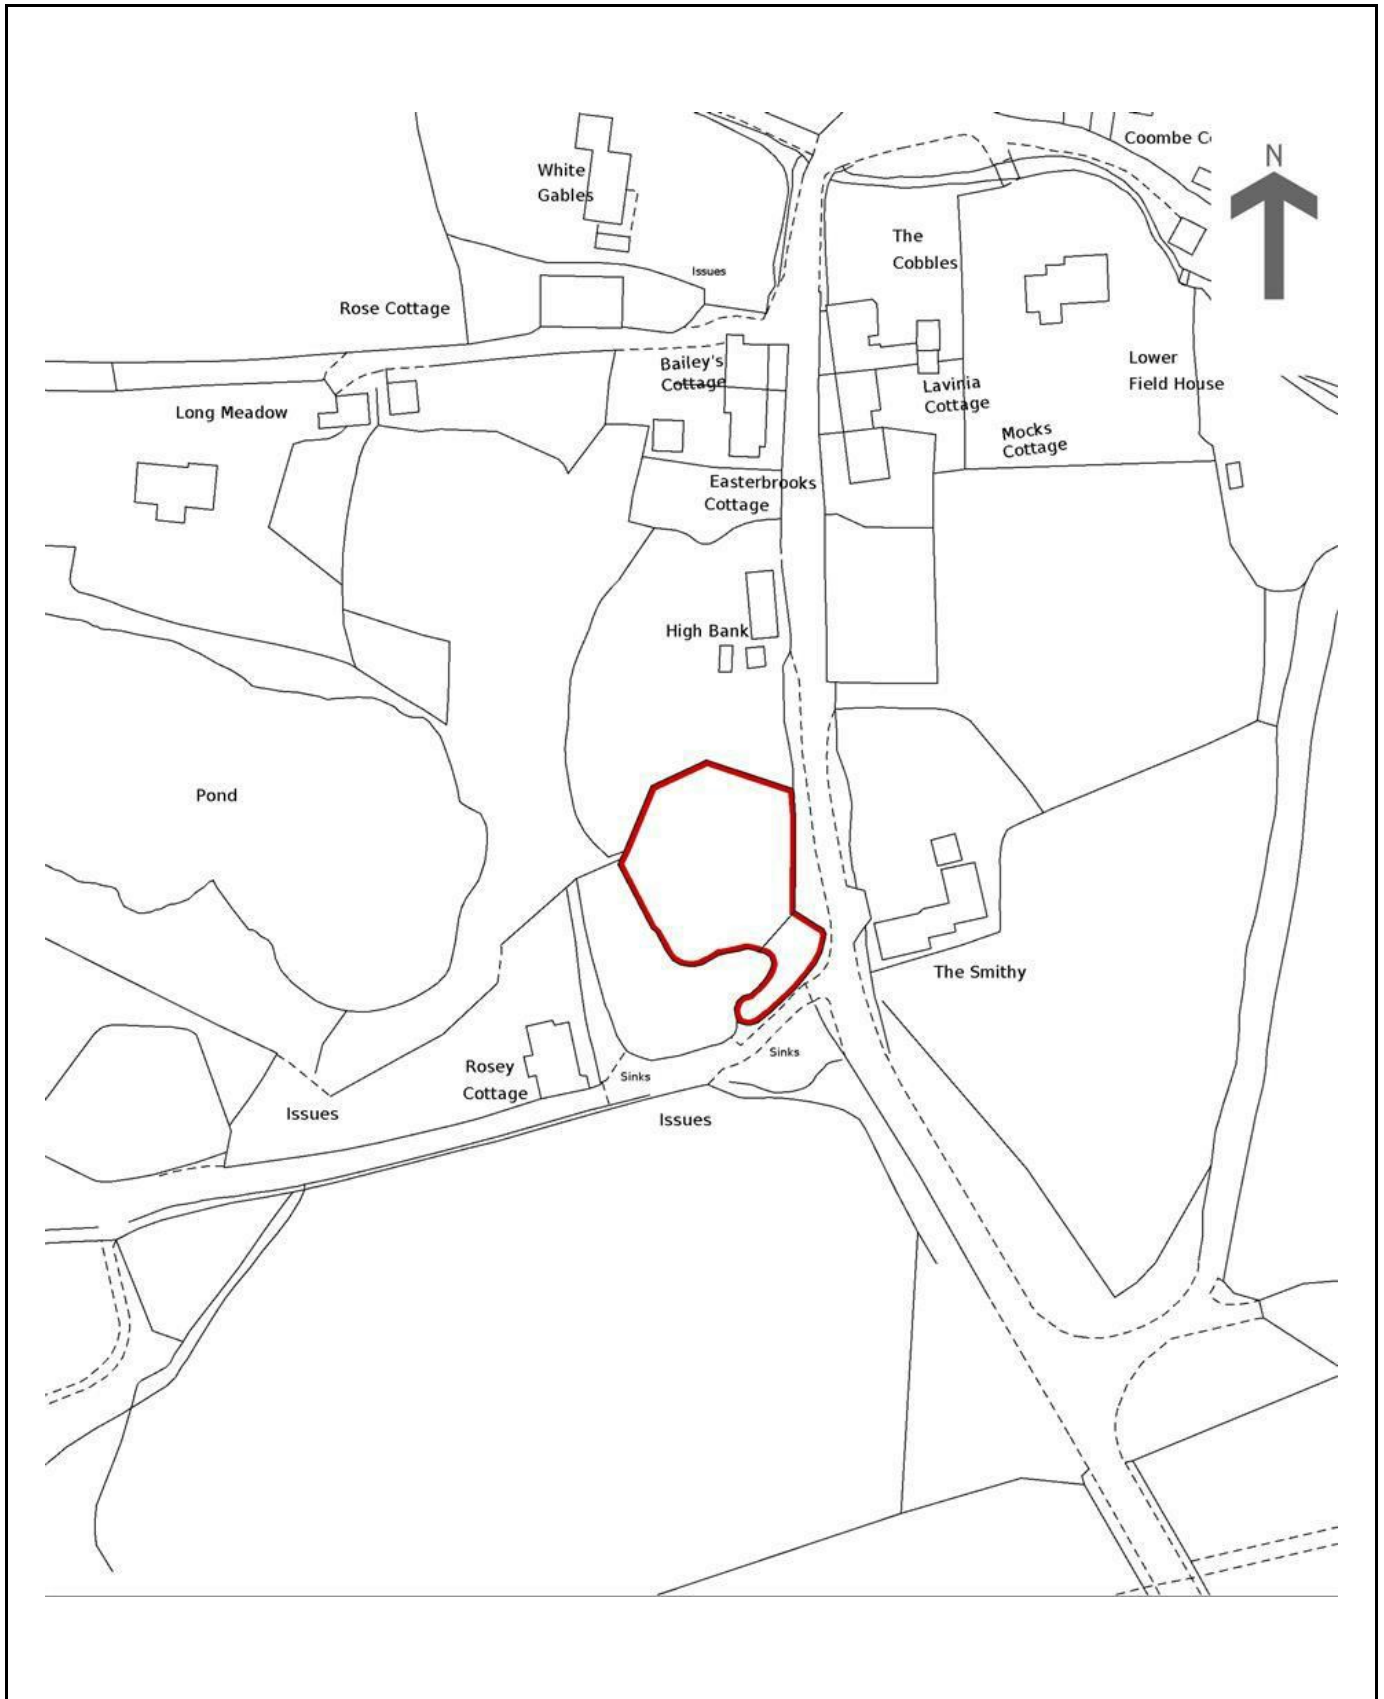 Coombe C
N
White
Gables
The
Cobbles
Issues
Rose Cottage
Bailey's
Cottage
Lower
Field House
Lavinia
Cottage
Long Meadow
Mocks
Cottage
Easterbrooks
Cottage
High Bank
Pond
The Smithy
Sinks
Rosey
Cottage
Sinks
Issues
Issues